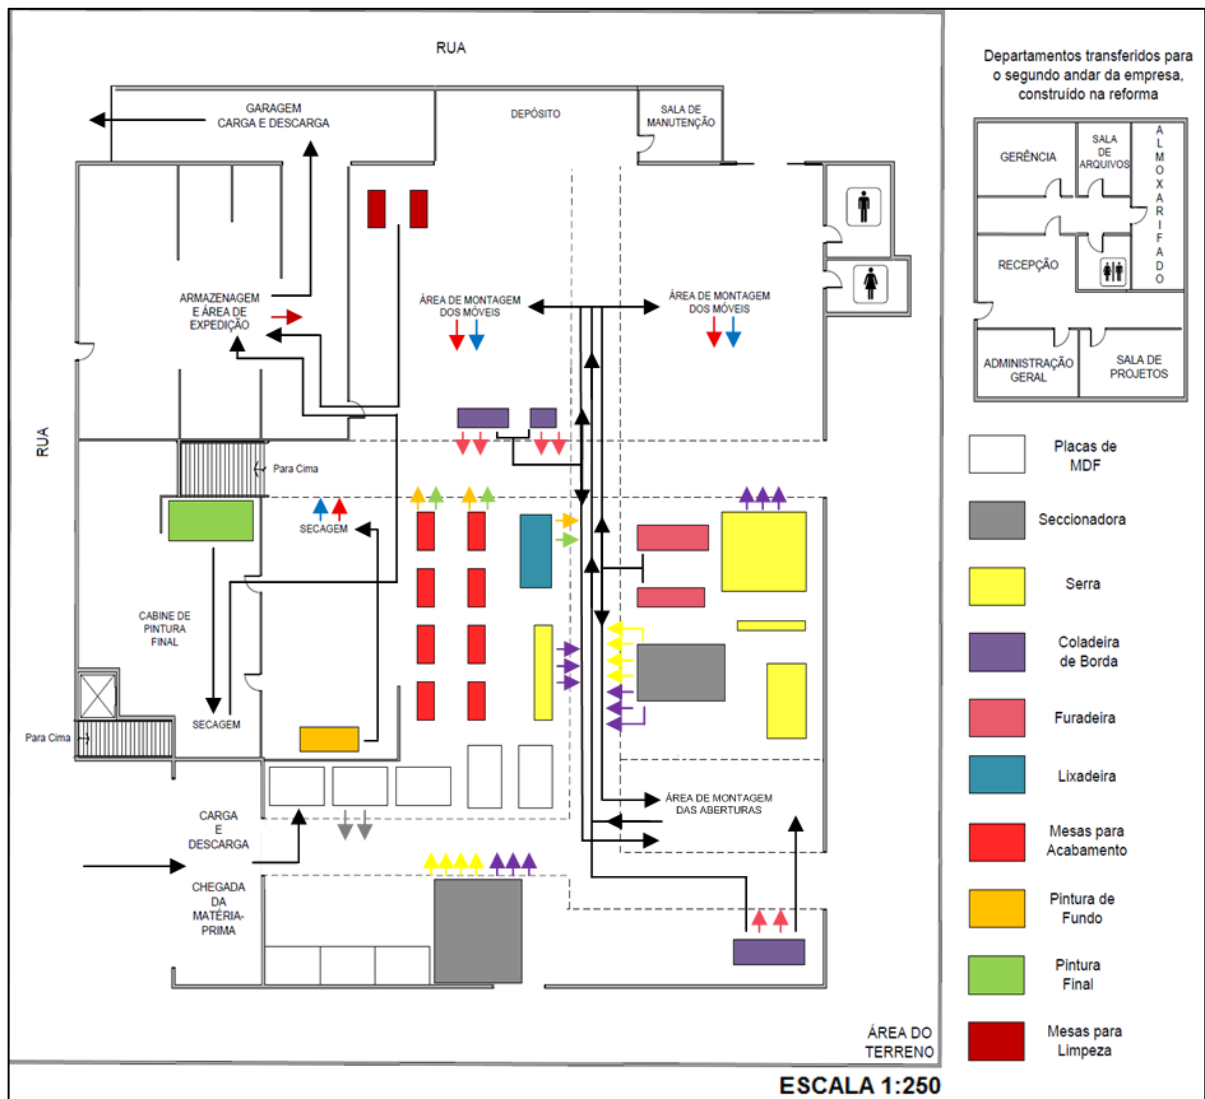 RUA
Departamentos transferidos para
o segundo andar da empresa,
construído na reforma
GARAGEM
CARGA E DESCARGA
DEPÓSITO
SALA DE
MANUTENÇÃO
GERÊNCIA
SALA
DE
ARQUIVOS
ALMOXARIFADO
RECEPÇÃO
ADMINISTRAÇÃO
GERAL
SALA DE
PROJETOS
ARMAZENAGEM
E ÁREA DE
EXPEDIÇÃO
ÁREA DE MONTAGEM
DOS MÓVEIS
ÁREA DE MONTAGEM
DOS MÓVEIS
RUA
Para Cima
SECAGEM
CABINE DE
PINTURA
FINAL
SECAGEM
Para Cima
CARGA
E
DESCARGA
CHEGADA
DA
MATÉRIA-
PRIMA
ÁREA DE MONTAGEM
DAS ABERTURAS
Placas de
MDF
Seccionadora
Serra
Coladeira
de Borda
Furadeira
Lixadeira
Mesas para
Acabamento
Pintura de
Fundo
Pintura
Final
Mesas para
Limpeza
ÁREA DO
TERRENO
ESCALA 1:250